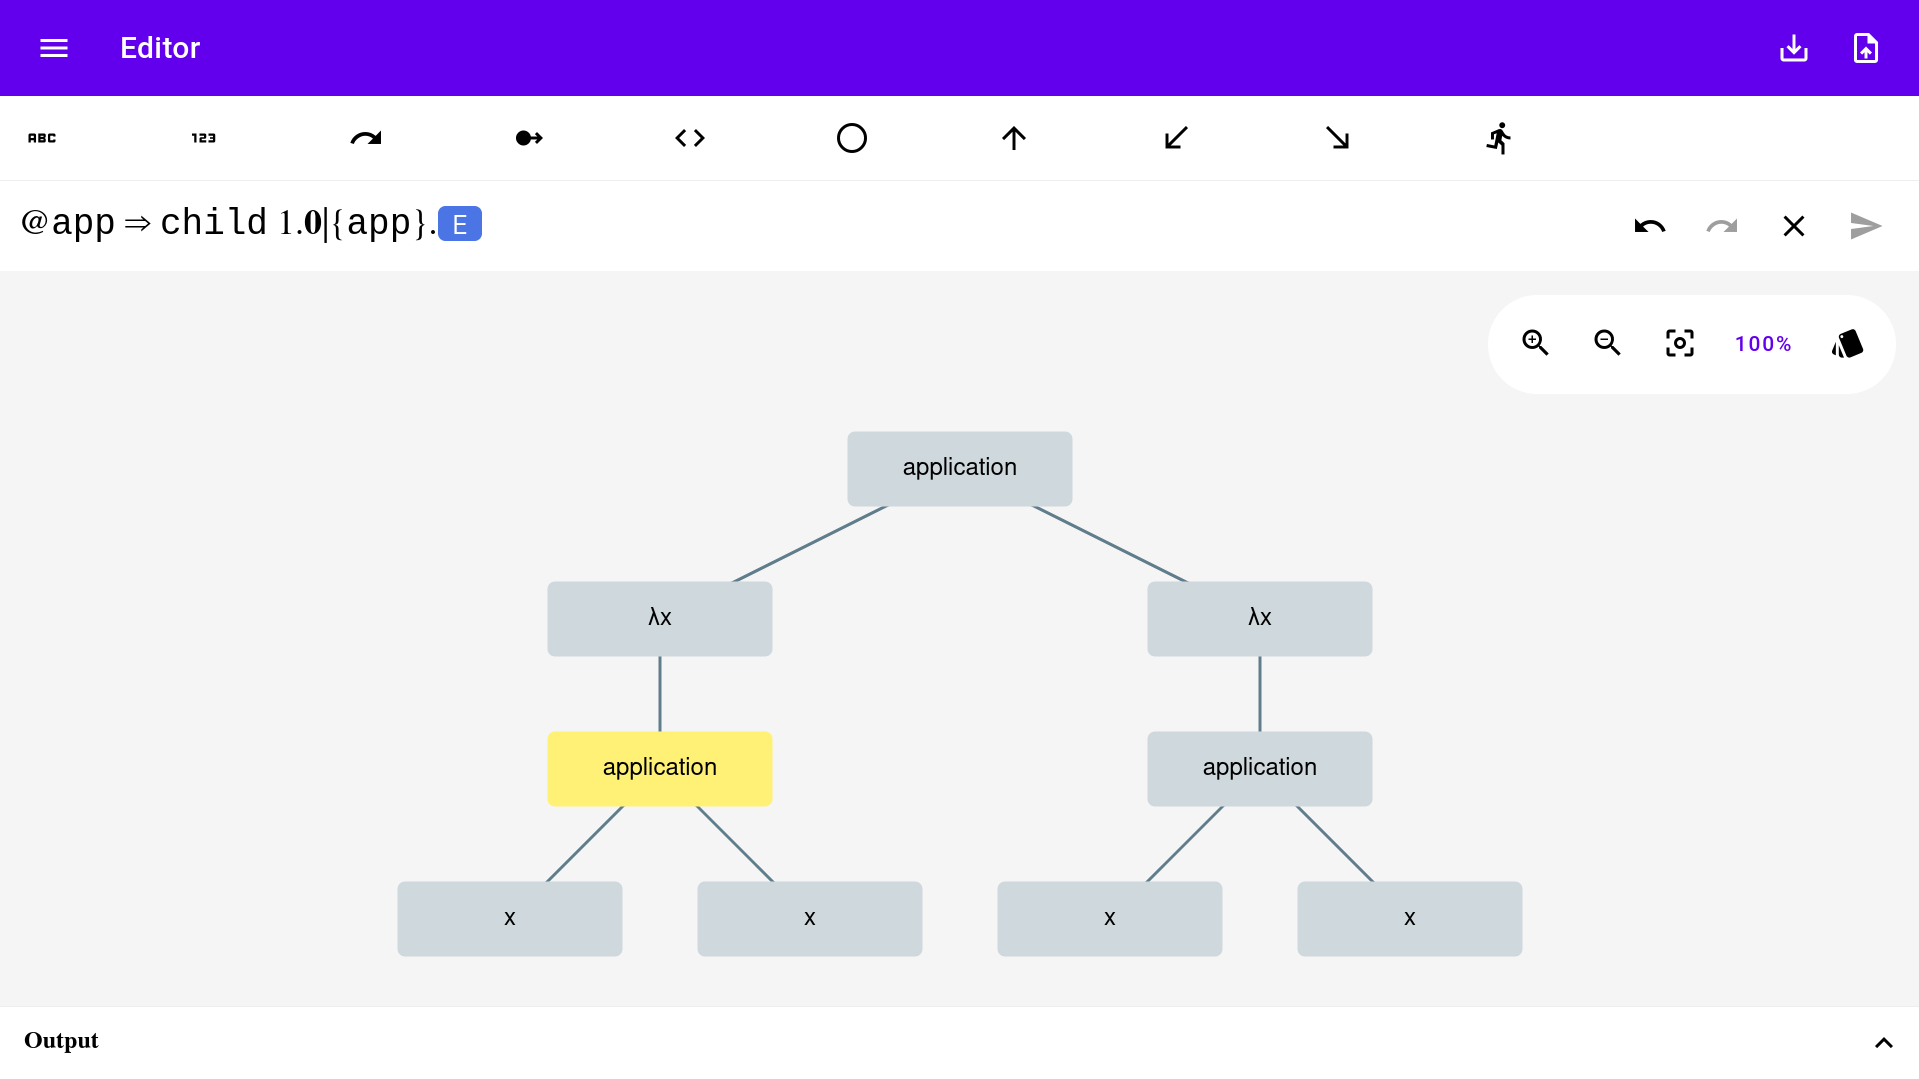 Editor
ABC 123
@app ⇒ child 1.0|{app}.E
100%
application
λx λx
application application
x x x x
Output